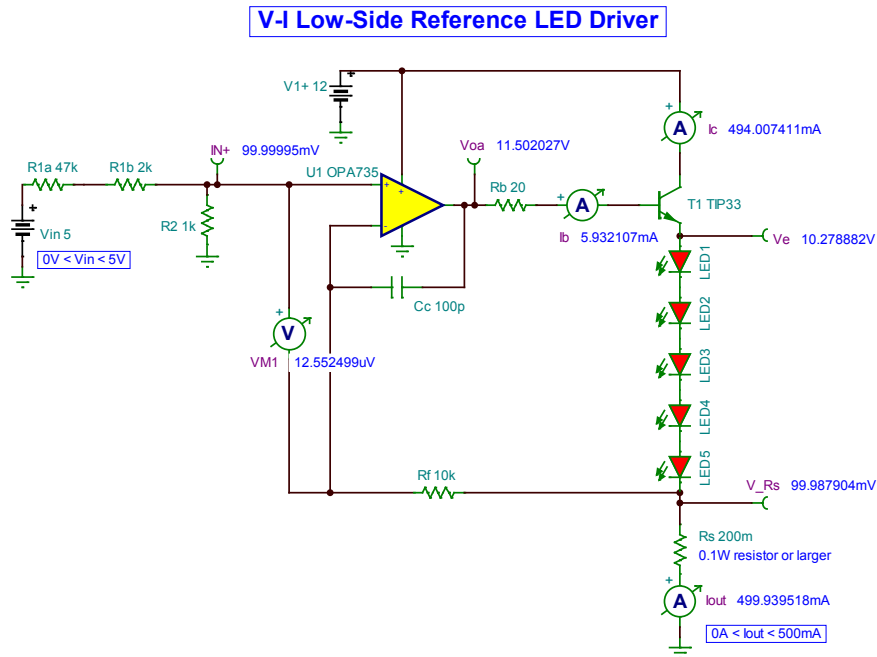 V-I Low-Side Reference LED Driver
V1+ 12
+
IN+ 99.99995mV
Voa 11.502027V
+
A
Ic 494.007411mA
R1a 47k
R1b 2k
U1 OPA735
Rb 20
+
A
T1 TIP33
+
Vin 5
R2 1k
+
-
Ib 5.932107mA
Ve 10.278882V
0V < Vin < 5V
LED1
LED2
Cc 100p
+
V
VM1 12.552499uV
LED3
LED4
LED5
Rf 10k
V_Rs 99.987904mV
Rs 200m
0.1W resistor or larger
+
A
Iout 499.939518mA
0A < Iout < 500mA